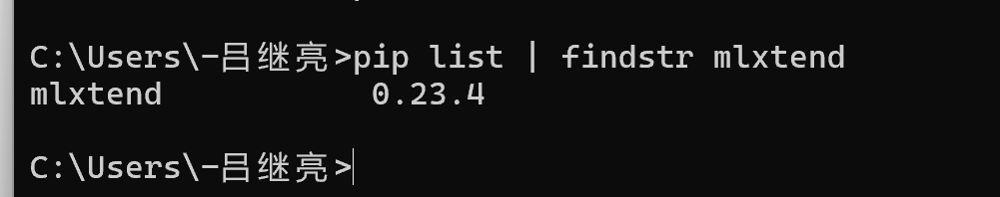 C:\Users\-吕继亮>pip list | findstr mlxtend
mlxtend 0.23.4
C:\Users\-吕继亮>